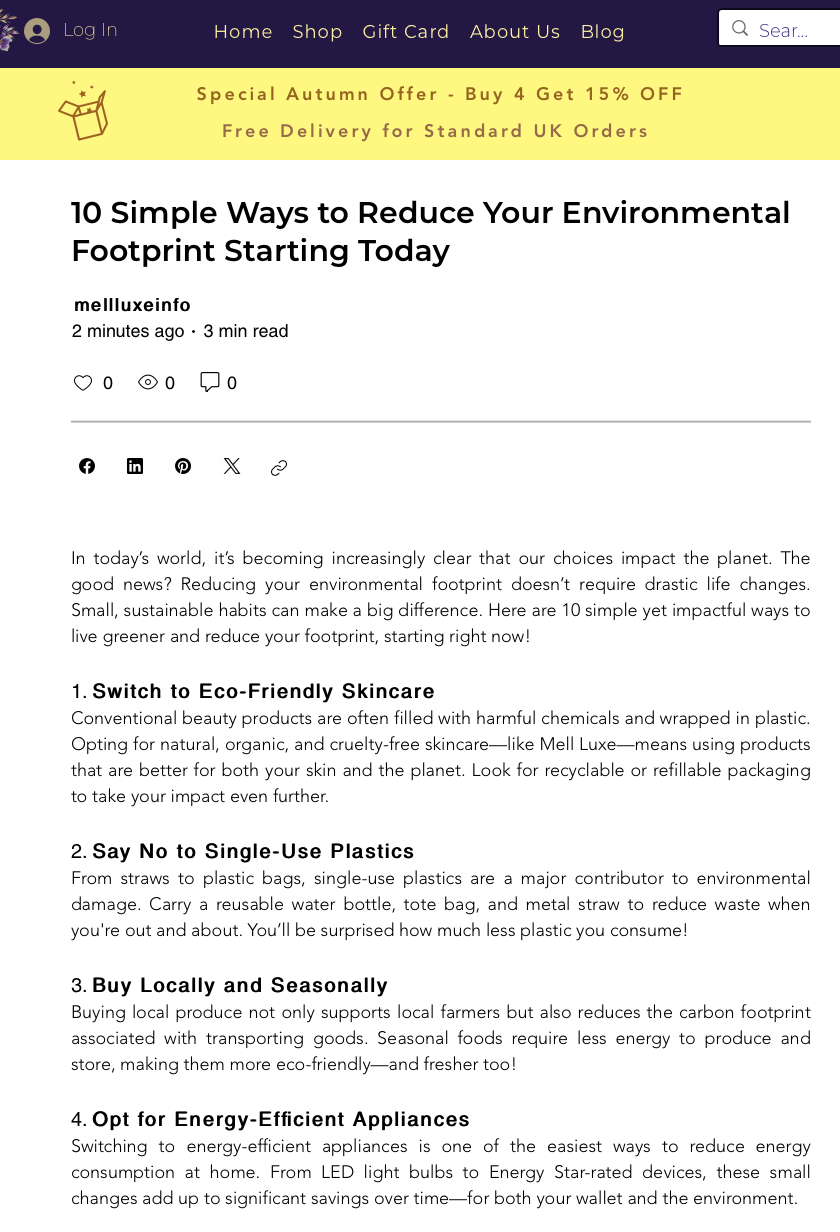 Log In
Home Shop Gift Card About Us Blog
Sear...
Special Autumn Offer - Buy 4 Get 15% OFF
Free Delivery for Standard UK Orders
10 Simple Ways to Reduce Your Environmental
Footprint Starting Today
mellluxeinfo
2 minutes ago · 3 min read
0 0 0
In today’s world, it’s becoming increasingly clear that our choices impact the planet. The
good news? Reducing your environmental footprint doesn’t require drastic life changes.
Small, sustainable habits can make a big difference. Here are 10 simple yet impactful ways to
live greener and reduce your footprint, starting right now!
1. Switch to Eco-Friendly Skincare
Conventional beauty products are often filled with harmful chemicals and wrapped in plastic.
Opting for natural, organic, and cruelty-free skincare—like Mell Luxe—means using products
that are better for both your skin and the planet. Look for recyclable or refillable packaging
to take your impact even further.
2. Say No to Single-Use Plastics
From straws to plastic bags, single-use plastics are a major contributor to environmental
damage. Carry a reusable water bottle, tote bag, and metal straw to reduce waste when
you're out and about. You’ll be surprised how much less plastic you consume!
3. Buy Locally and Seasonally
Buying local produce not only supports local farmers but also reduces the carbon footprint
associated with transporting goods. Seasonal foods require less energy to produce and
store, making them more eco-friendly—and fresher too!
4. Opt for Energy-Efficient Appliances
Switching to energy-efficient appliances is one of the easiest ways to reduce energy
consumption at home. From LED light bulbs to Energy Star-rated devices, these small
changes add up to significant savings over time—for both your wallet and the environment.